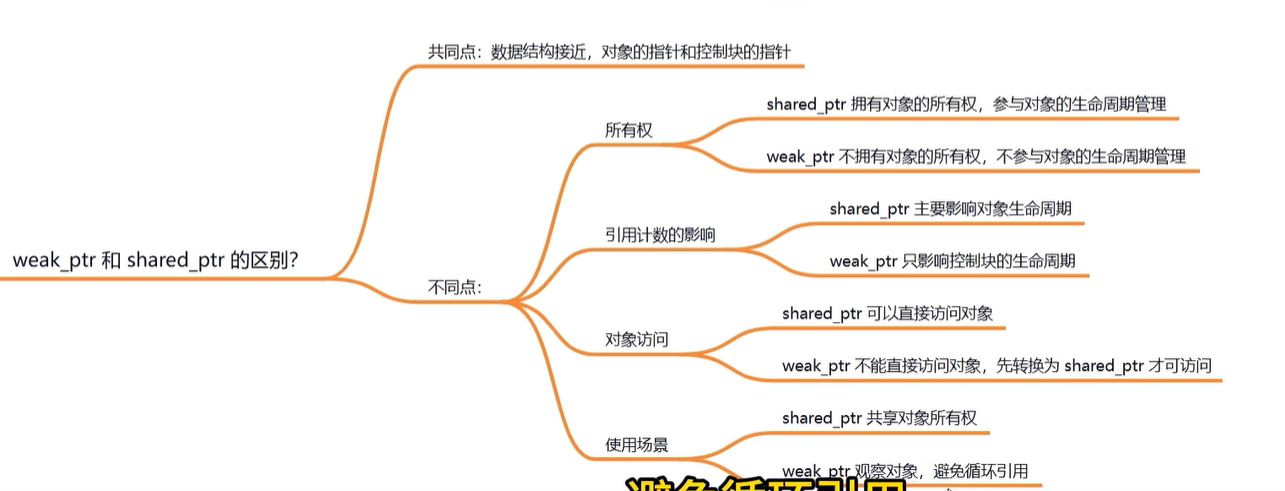 weak_ptr 和 shared_ptr 的区别?
共同点：数据结构接近，对象的指针和控制块的指针
不同点：
所有权
shared_ptr 拥有对象的所有权，参与对象的生命周期管理
weak_ptr 不拥有对象的所有权，不参与对象的生命周期管理
引用计数的影响
shared_ptr 主要影响对象生命周期
weak_ptr 只影响控制块的生命周期
对象访问
shared_ptr 可以直接访问对象
weak_ptr 不能直接访问对象，先转换为 shared_ptr 才可访问
使用场景
shared_ptr 共享对象所有权
weak_ptr 观察对象，避免循环引用
避免循环引用